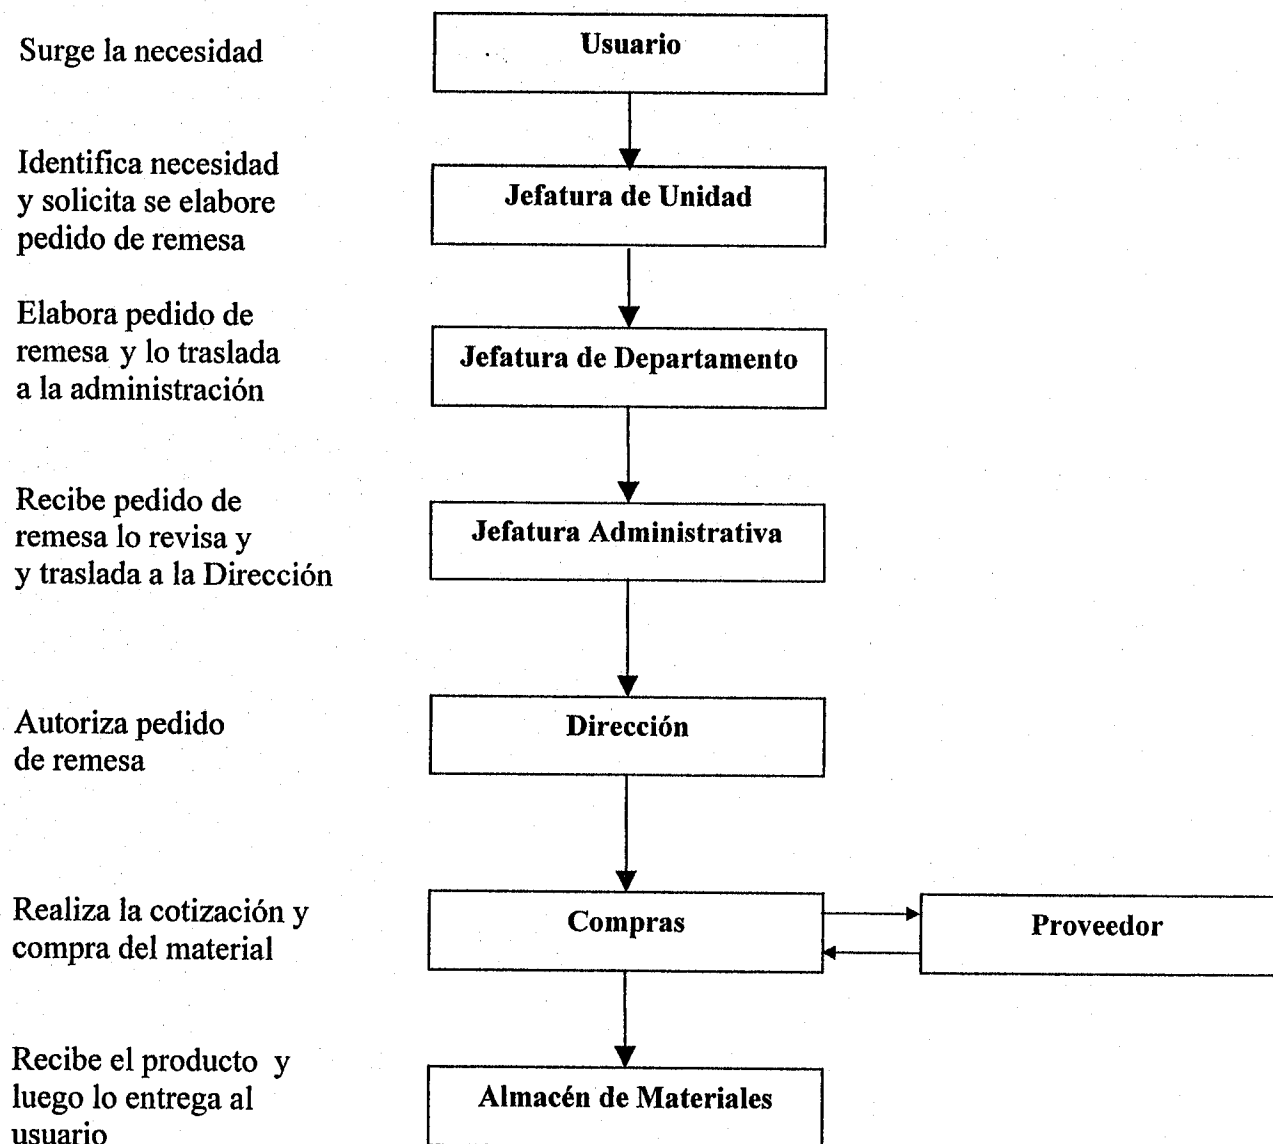 Surge la necesidad
Usuario
Identifica necesidad
y solicita se elabore
pedido de remesa
Jefatura de Unidad
Elabora pedido de
remesa y lo traslada
a la administración
Jefatura de Departamento
Recibe pedido de
remesa lo revisa y
y traslada a la Dirección
Jefatura Administrativa
Autoriza pedido
de remesa
Dirección
Realiza la cotización y
compra del material
Compras
Proveedor
Recibe el producto y
luego lo entrega al
usuario
Almacén de Materiales